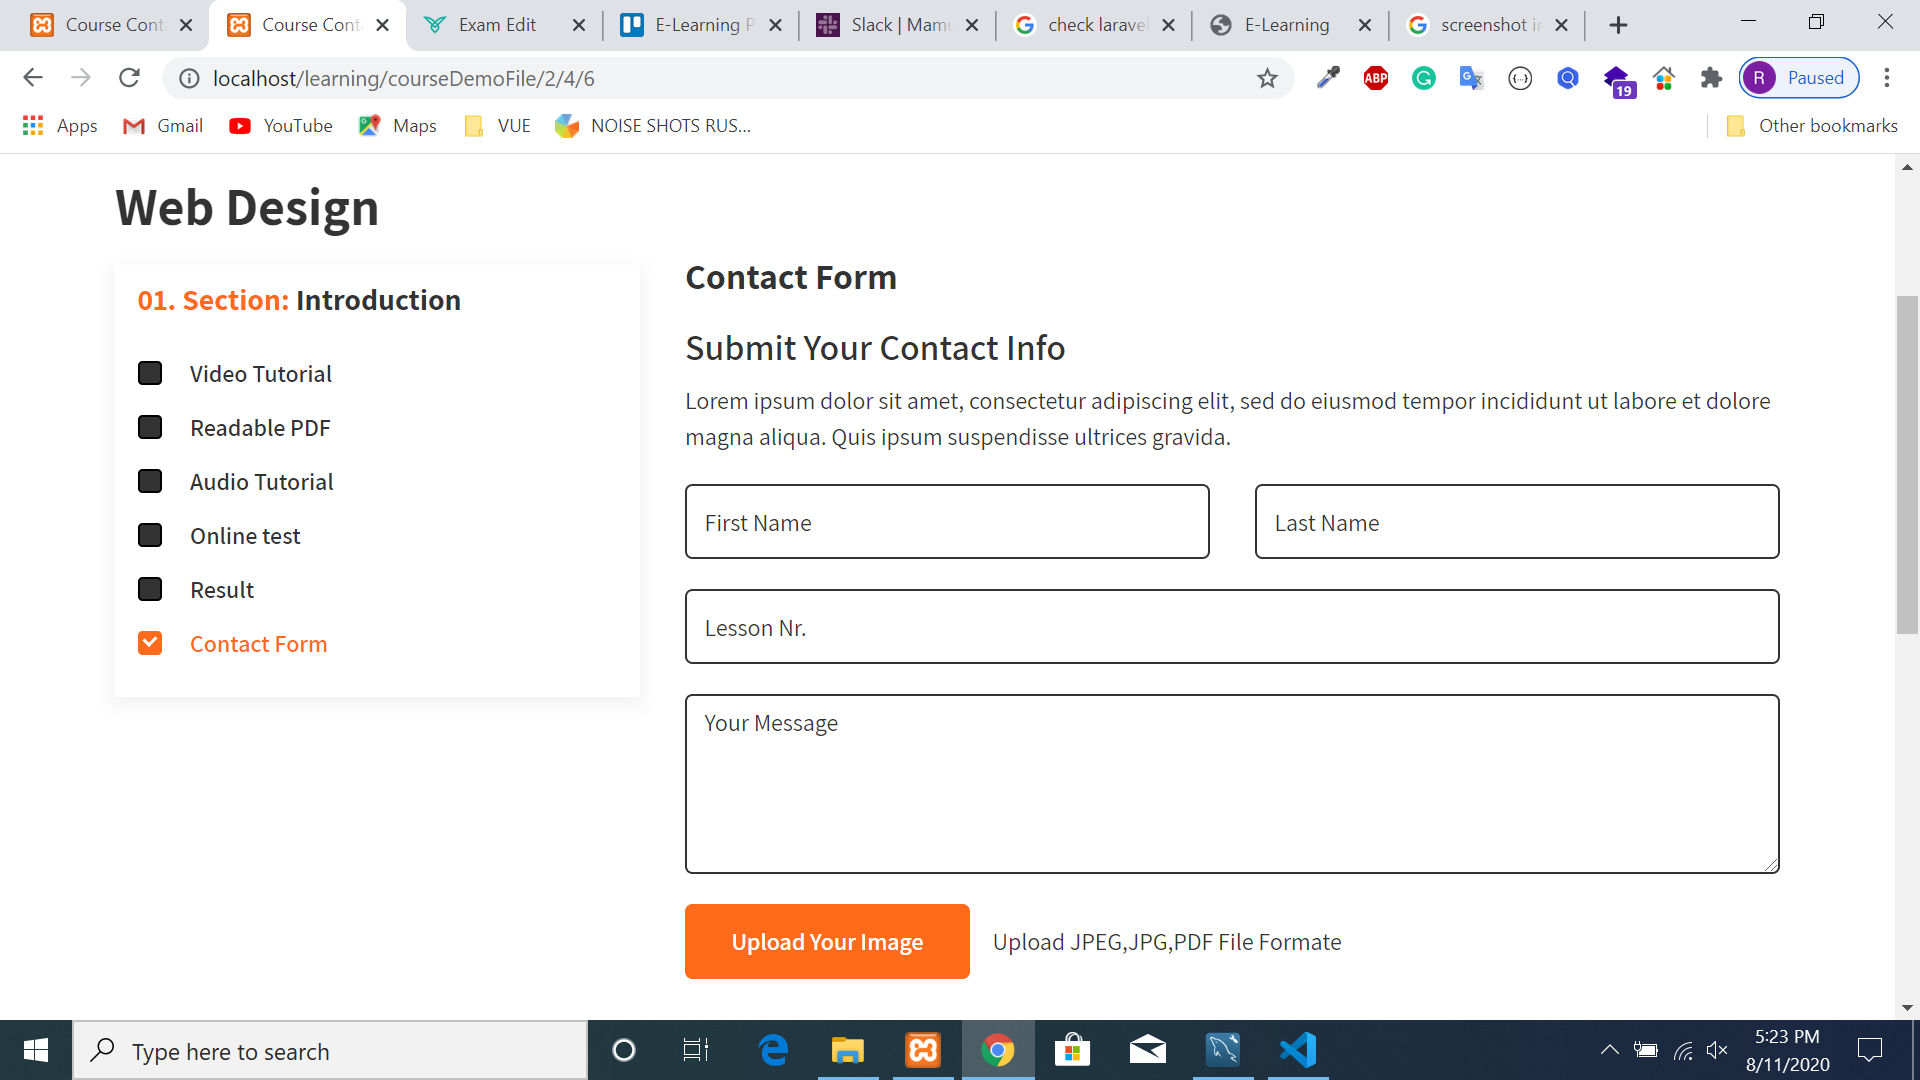 Course Cont
Course Cont
Exam Edit
E-Learning P
Slack | Mam
check larave
E-Learning
screenshot i
localhost/learning/courseDemoFile/2/4/6
ABP
19
R
Paused
Apps
Gmail
YouTube
Maps
VUE
NOISE SHOTS RUS...
Other bookmarks
Web Design
01. Section: Introduction
Video Tutorial
Readable PDF
Audio Tutorial
Online test
Result
Contact Form
Contact Form
Submit Your Contact Info
Lorem ipsum dolor sit amet, consectetur adipiscing elit, sed do eiusmod tempor incididunt ut labore et dolore
magna aliqua. Quis ipsum suspendisse ultrices gravida.
First Name
Last Name
Lesson Nr.
Your Message
Upload Your Image
Upload JPEG,JPG,PDF File Formate
Type here to search
5:23 PM
8/11/2020